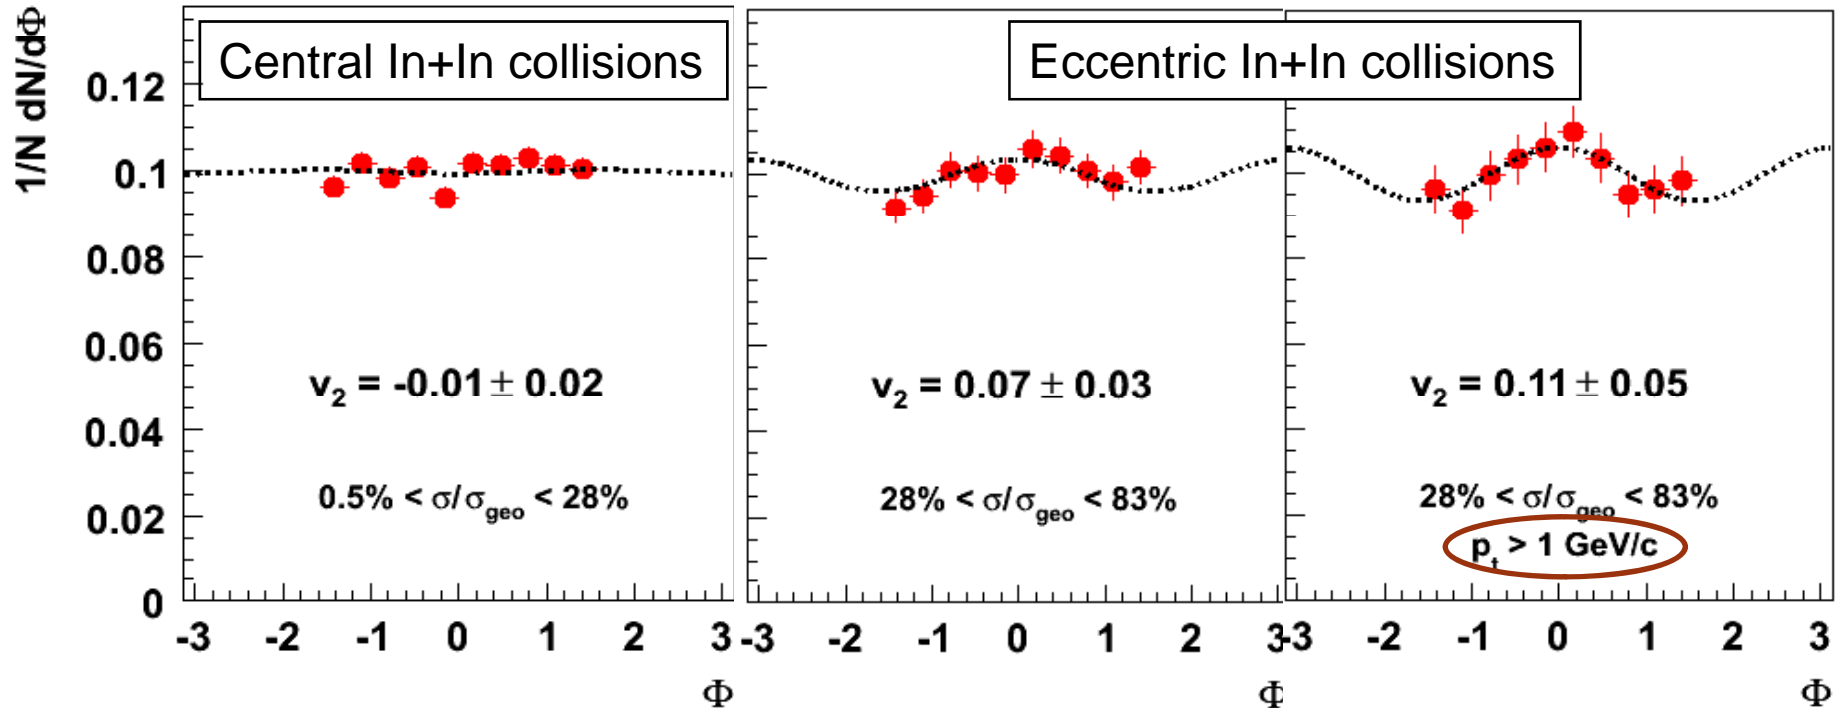 1/N dN/dΦ
Central In+In collisions
Eccentric In+In collisions
0.12
0.1
0.08
0.06
0.04
0.02
0
v2 = -0.01 ± 0.02
0.5% < σ/σgeo < 28%
-3 -2 -1 0 1 2 3
Φ
v2 = 0.07 ± 0.03
28% < σ/σgeo < 83%
-3 -2 -1 0 1 2 3
Φ
v2 = 0.11 ± 0.05
28% < σ/σgeo < 83%
pt > 1 GeV/c
-3 -2 -1 0 1 2 3
Φ